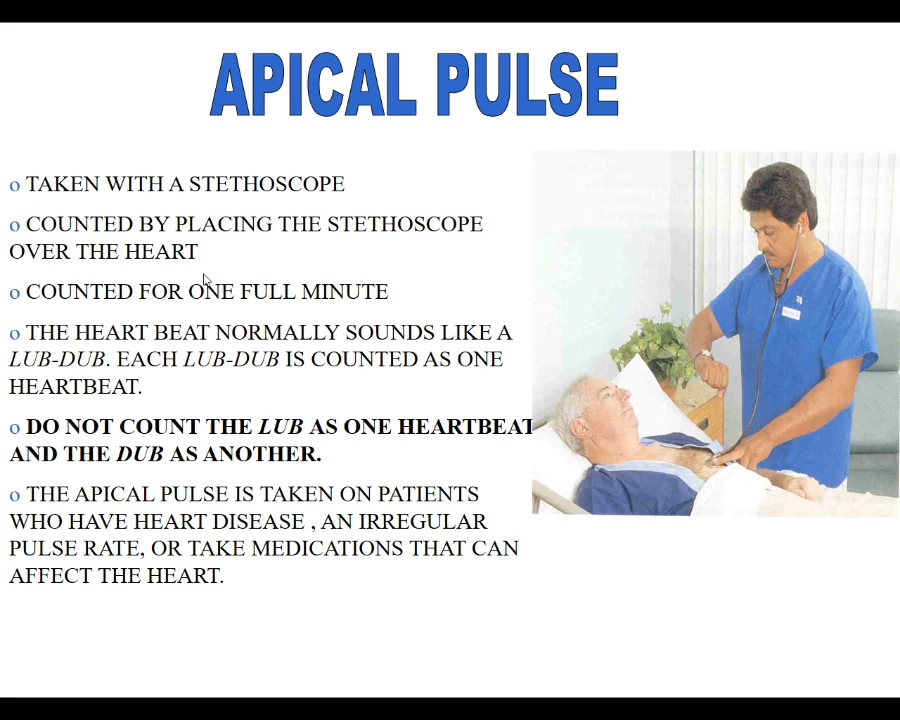 APICAL PULSE
o TAKEN WITH A STETHOSCOPE
o COUNTED BY PLACING THE STETHOSCOPE
OVER THE HEART
o COUNTED FOR ONE FULL MINUTE
o THE HEART BEAT NORMALLY SOUNDS LIKE A
LUB-DUB. EACH LUB-DUB IS COUNTED AS ONE
HEARTBEAT.
o DO NOT COUNT THE LUB AS ONE HEARTBEAT
AND THE DUB AS ANOTHER.
o THE APICAL PULSE IS TAKEN ON PATIENTS
WHO HAVE HEART DISEASE , AN IRREGULAR
PULSE RATE, OR TAKE MEDICATIONS THAT CAN
AFFECT THE HEART.